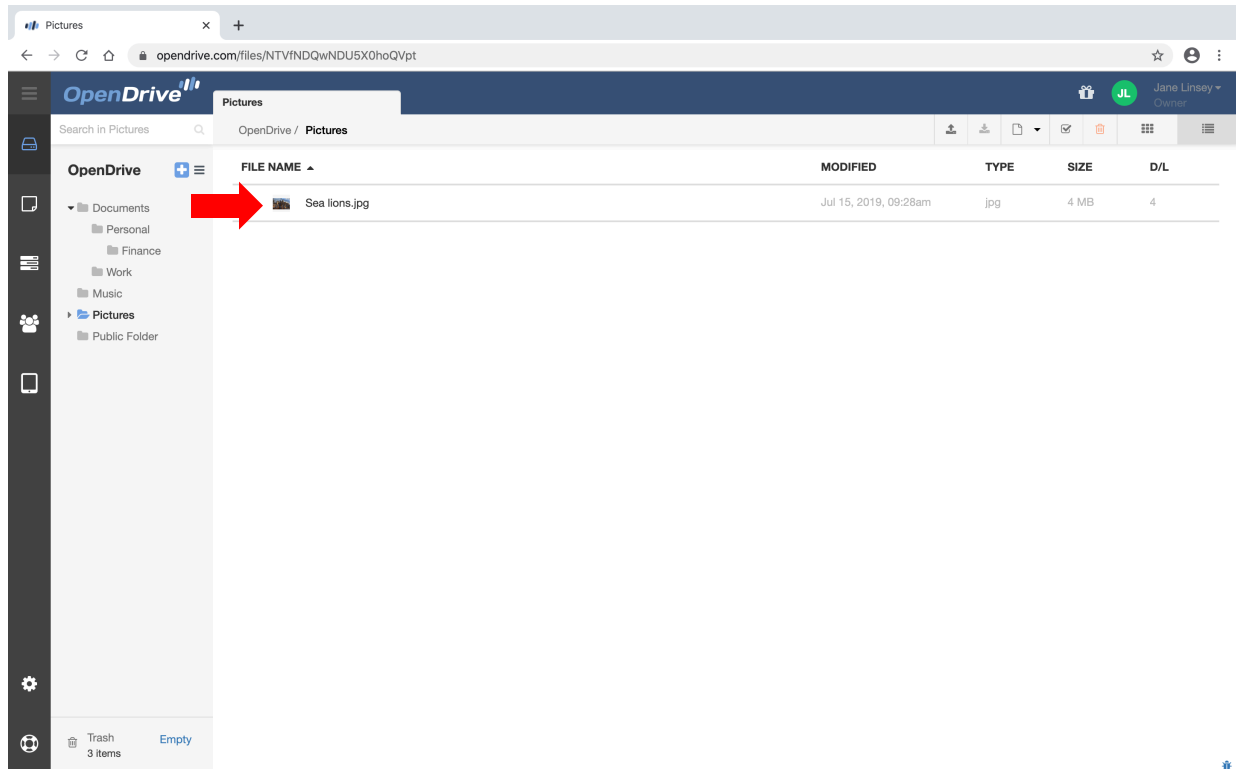 Pictures
opendrive.com/files/NTVfNDQwNDU5X0hoQVpt
OpenDrive
Pictures
JL
Jane Linsey
Owner
Search in Pictures
OpenDrive / Pictures
OpenDrive
FILE NAME MODIFIED TYPE SIZE D/L
Sea lions.jpg Jul 15, 2019, 09:28am jpg 4 MB 4
Documents
Personal
Finance
Work
Music
Pictures
Public Folder
Trash
3 items
Empty